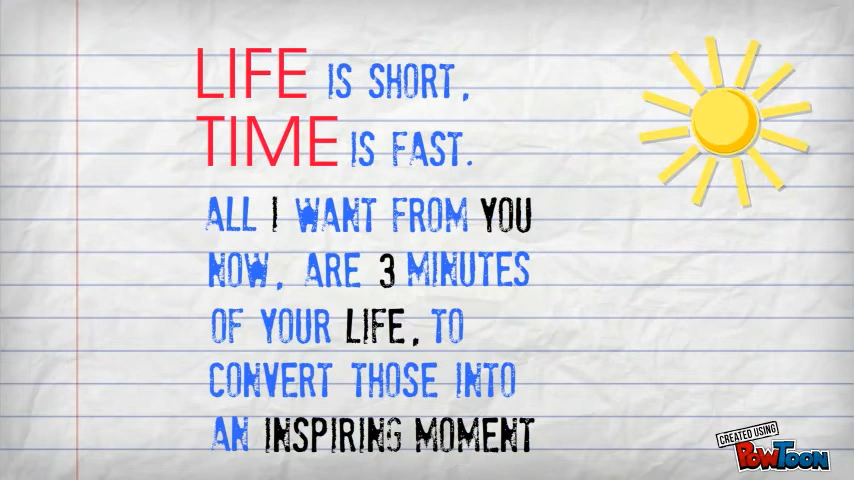 LIFE IS SHORT,
TIME IS FAST.
ALL I WANT FROM YOU
NOW, ARE 3 MINUTES
OF YOUR LIFE, TO
CONVERT THOSE INTO
AN INSPIRING MOMENT
CREATED USING
POWTOON